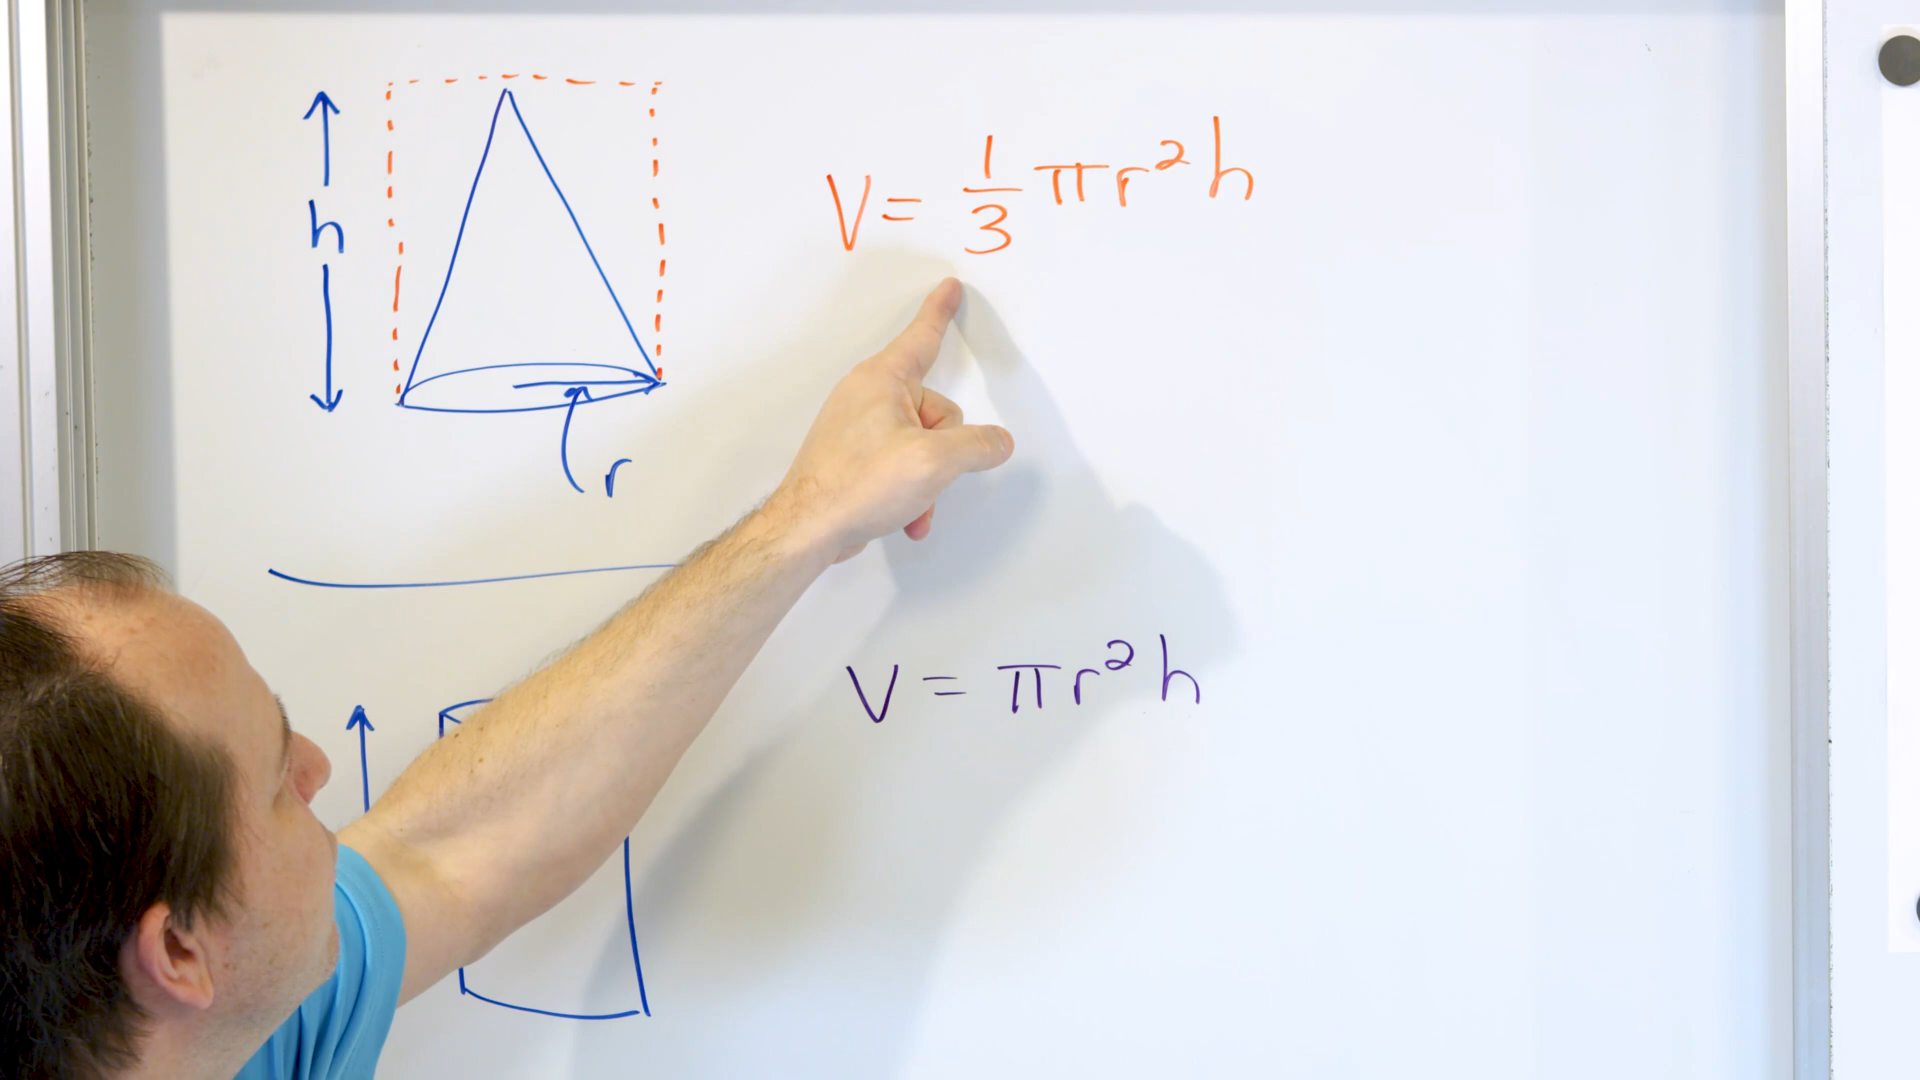 h
V = 1/3 πr²h
r
V = πr²h